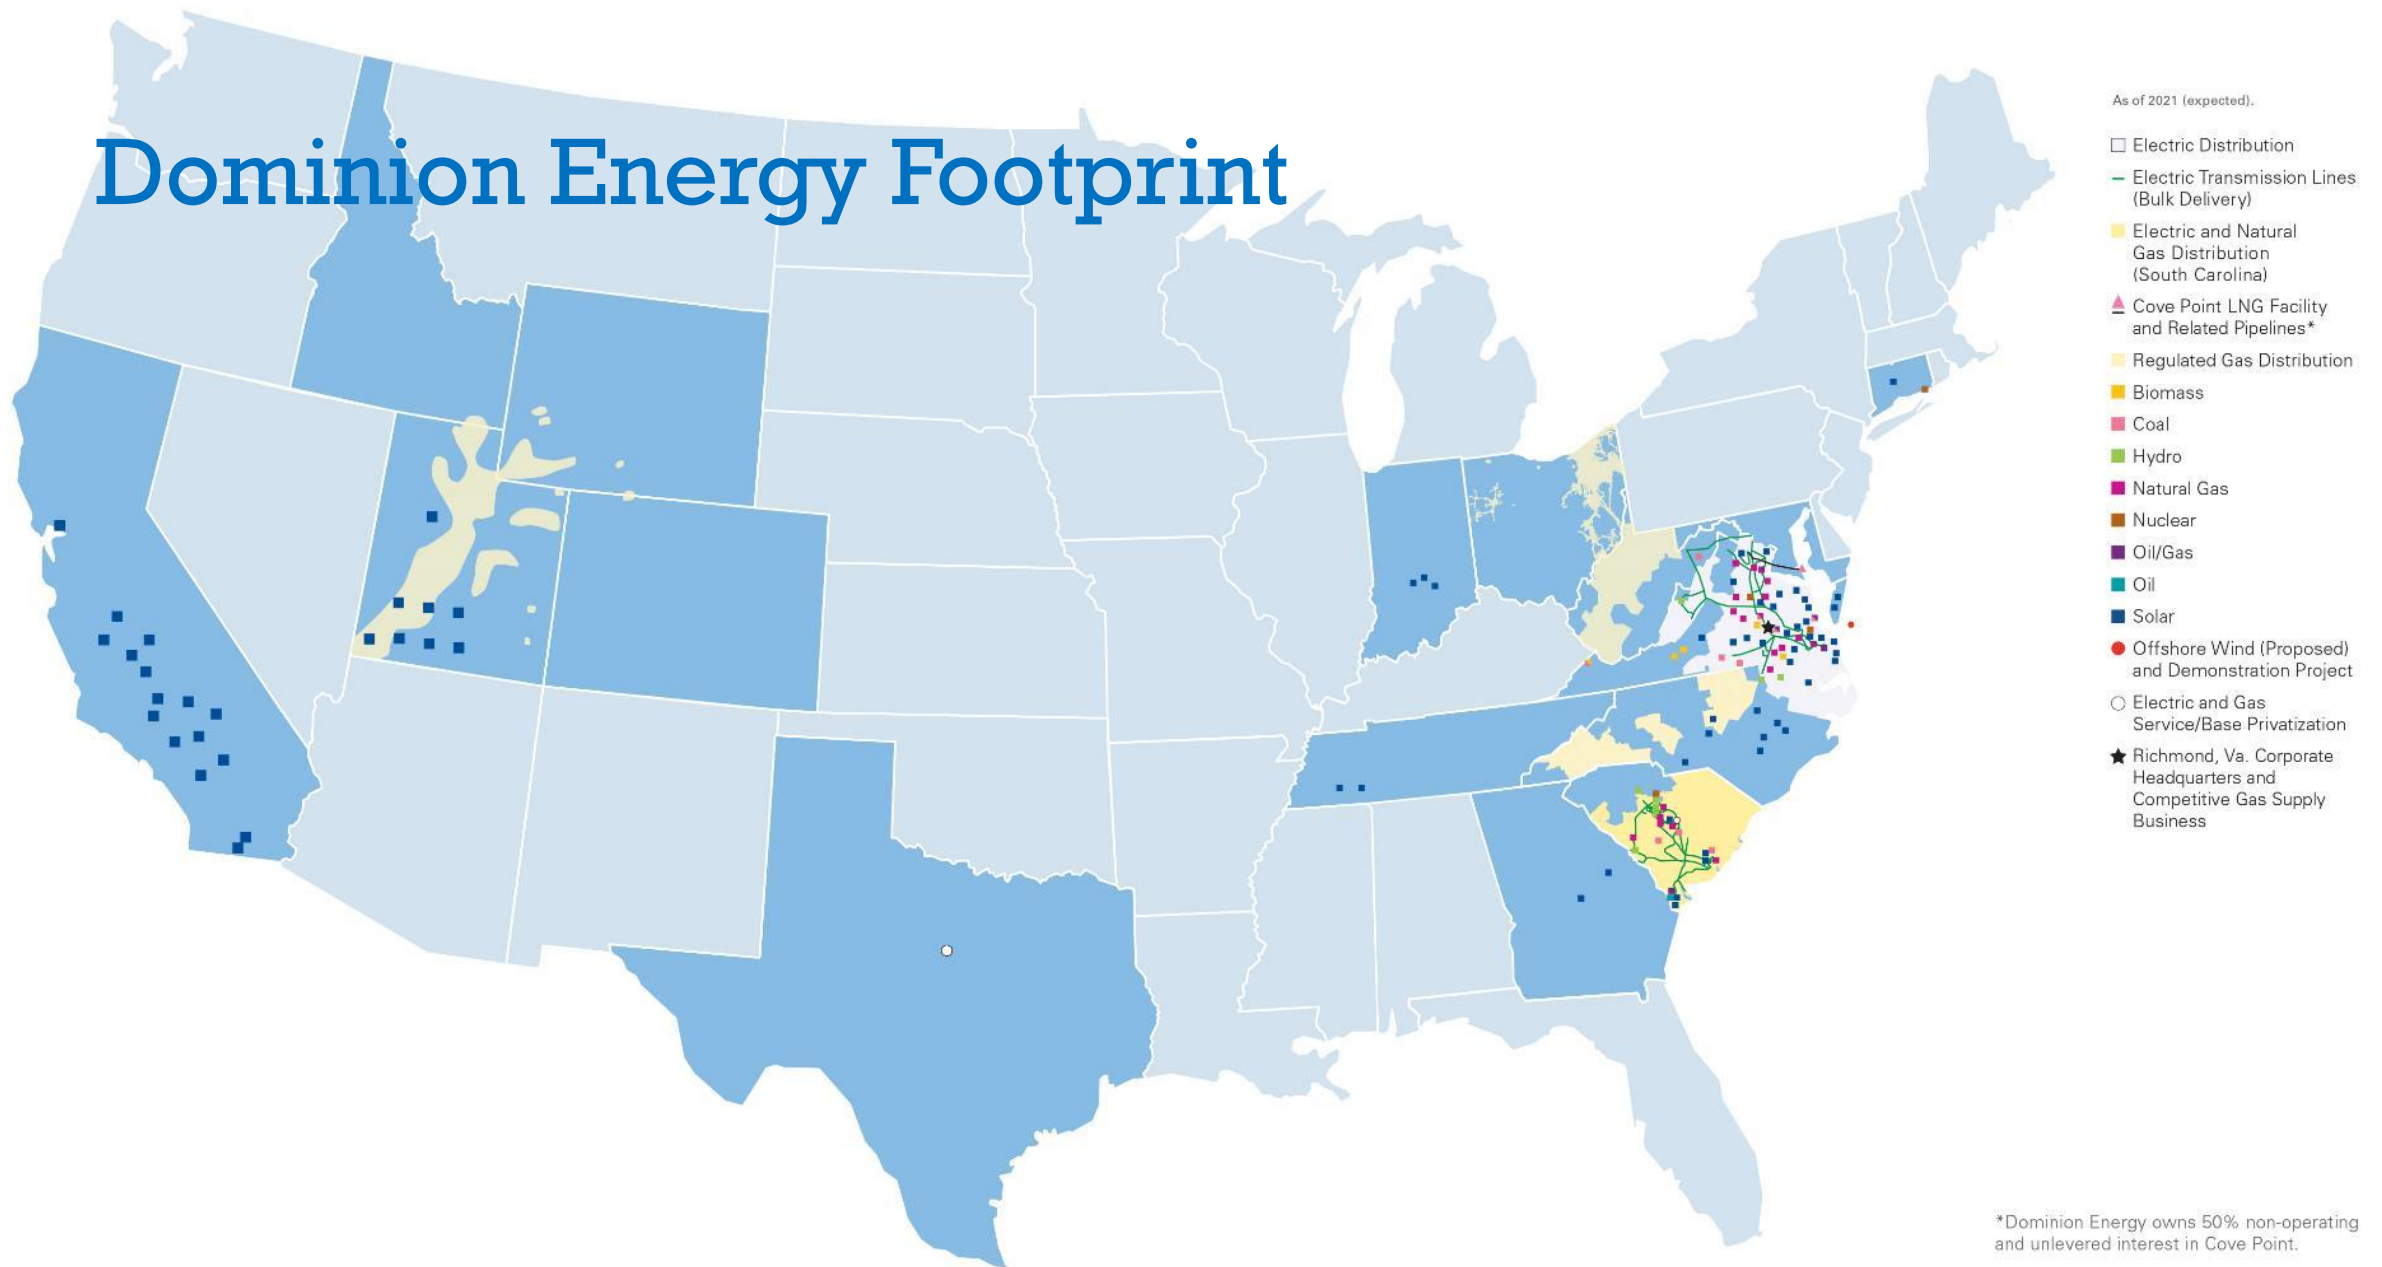 Dominion Energy Footprint
As of 2021 (expected).
Electric Distribution
Electric Transmission Lines
(Bulk Delivery)
Electric and Natural
Gas Distribution
(South Carolina)
Cove Point LNG Facility
and Related Pipelines*
Regulated Gas Distribution
Biomass
Coal
Hydro
Natural Gas
Nuclear
Oil/Gas
Oil
Solar
Offshore Wind (Proposed)
and Demonstration Project
Electric and Gas
Service/Base Privatization
Richmond, Va. Corporate
Headquarters and
Competitive Gas Supply
Business
*Dominion Energy owns 50% non-operating
and unlevered interest in Cove Point.